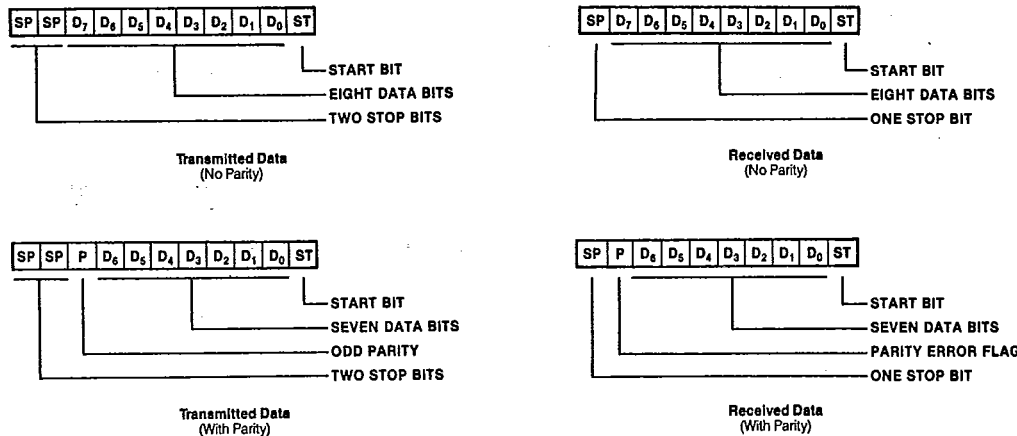 SP SP D₇ D₆ D₅ D₄ D₃ D₂ D₁ D₀ ST
START BIT
EIGHT DATA BITS
TWO STOP BITS
Transmitted Data
(No Parity)
SP D₇ D₆ D₅ D₄ D₃ D₂ D₁ D₀ ST
START BIT
EIGHT DATA BITS
ONE STOP BIT
Received Data
(No Parity)
SP SP P D₆ D₅ D₄ D₃ D₂ D₁ D₀ ST
START BIT
SEVEN DATA BITS
ODD PARITY
TWO STOP BITS
Transmitted Data
(With Parity)
SP P D₆ D₅ D₄ D₃ D₂ D₁ D₀ ST
START BIT
SEVEN DATA BITS
PARITY ERROR FLAG
ONE STOP BIT
Received Data
(With Parity)